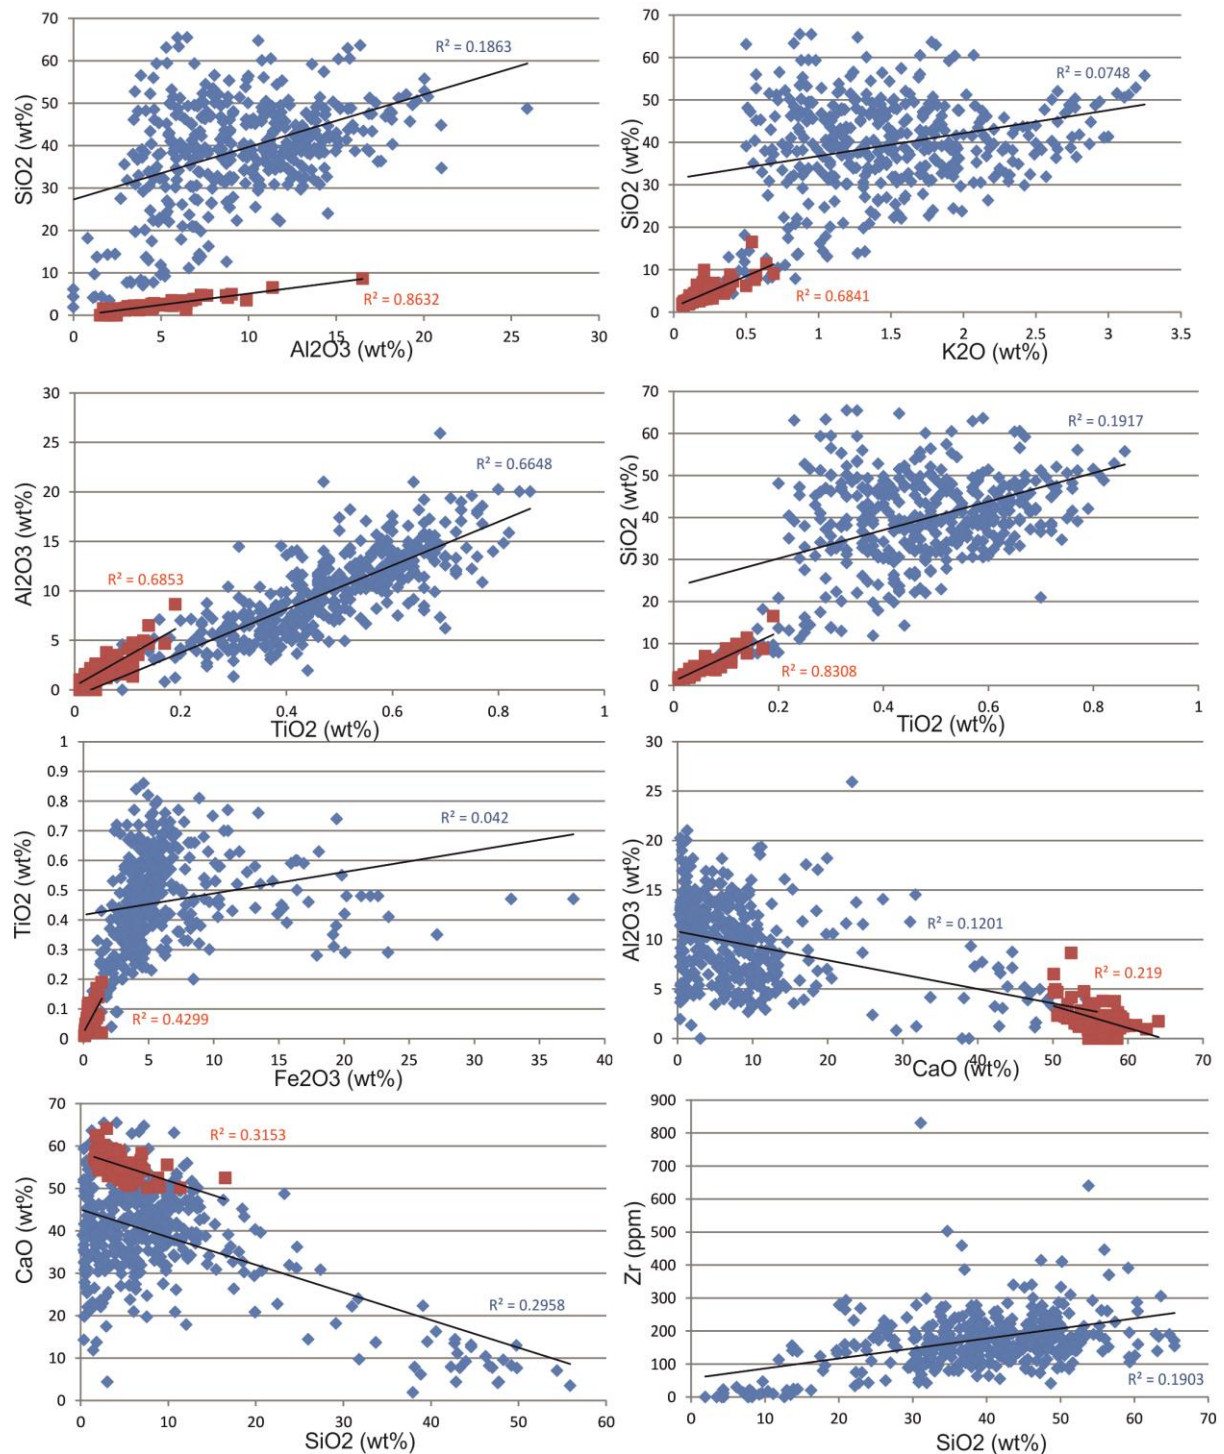 70
60
50
40
30
20
10
0
SiO2 (wt%)
R² = 0.1863
R² = 0.8632
0 5 10 15 20 25 30
Al2O3 (wt%)
70
60
50
40
30
20
10
0
SiO2 (wt%)
R² = 0.0748
R² = 0.6841
0 0.5 1 1.5 2 2.5 3 3.5
K2O (wt%)
30
25
20
15
10
5
0
Al2O3 (wt%)
R² = 0.6648
R² = 0.6853
0 0.2 0.4 0.6 0.8 1
TiO2 (wt%)
70
60
50
40
30
20
10
0
SiO2 (wt%)
R² = 0.1917
R² = 0.8308
0 0.2 0.4 0.6 0.8 1
TiO2 (wt%)
1
0.9
0.8
0.7
0.6
0.5
0.4
0.3
0.2
0.1
0
TiO2 (wt%)
R² = 0.042
R² = 0.4299
0 5 10 15 20 25 30 35 40
Fe2O3 (wt%)
30
25
20
15
10
5
0
Al2O3 (wt%)
R² = 0.1201
R² = 0.219
0 10 20 30 40 50 60 70
CaO (wt%)
70
60
50
40
30
20
10
0
CaO (wt%)
R² = 0.3153
R² = 0.2958
0 10 20 30 40 50 60
SiO2 (wt%)
900
800
700
600
500
400
300
200
100
0
Zr (ppm)
R² = 0.1903
0 10 20 30 40 50 60 70
SiO2 (wt%)